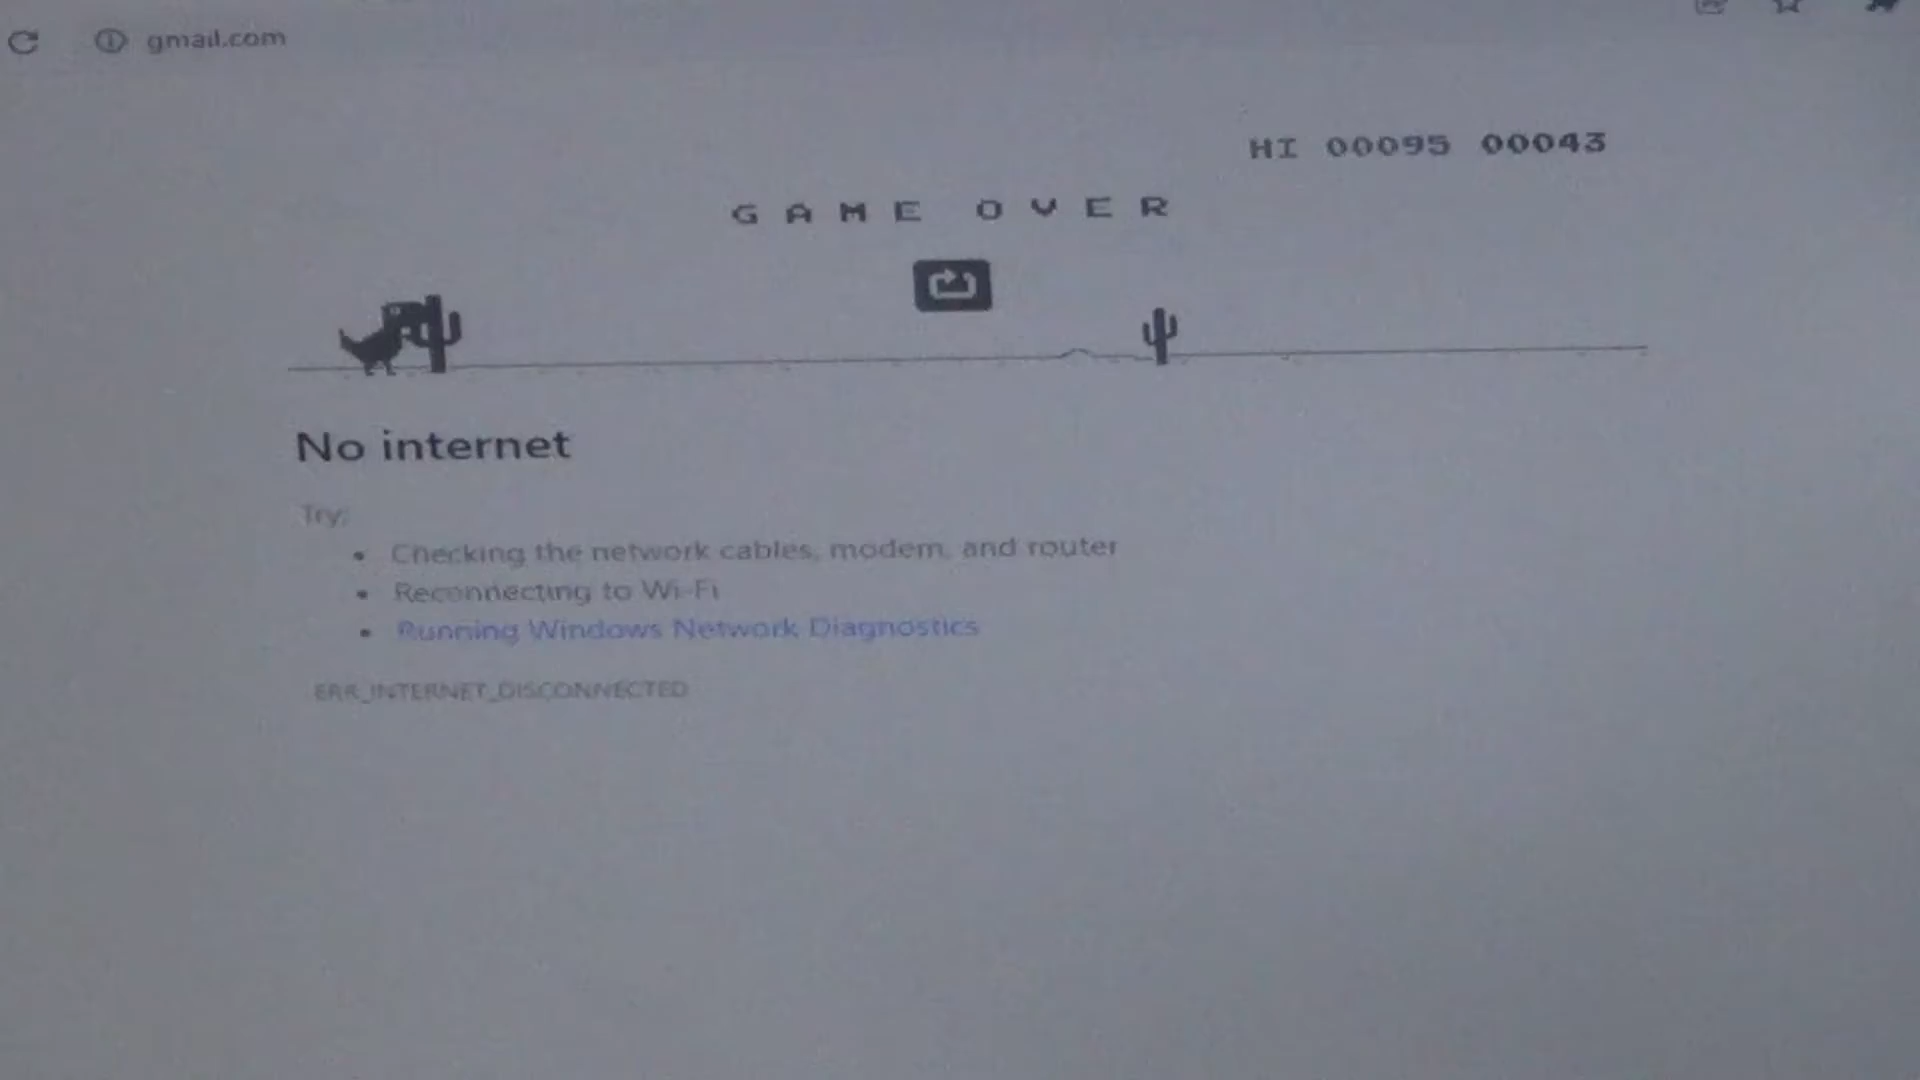 gmail.com
HI 00095 00043
GAME OVER
No internet
Try:
Checking the network cables, modem, and router
Reconnecting to Wi-Fi
Running Windows Network Diagnostics
ERR_INTERNET_DISCONNECTED